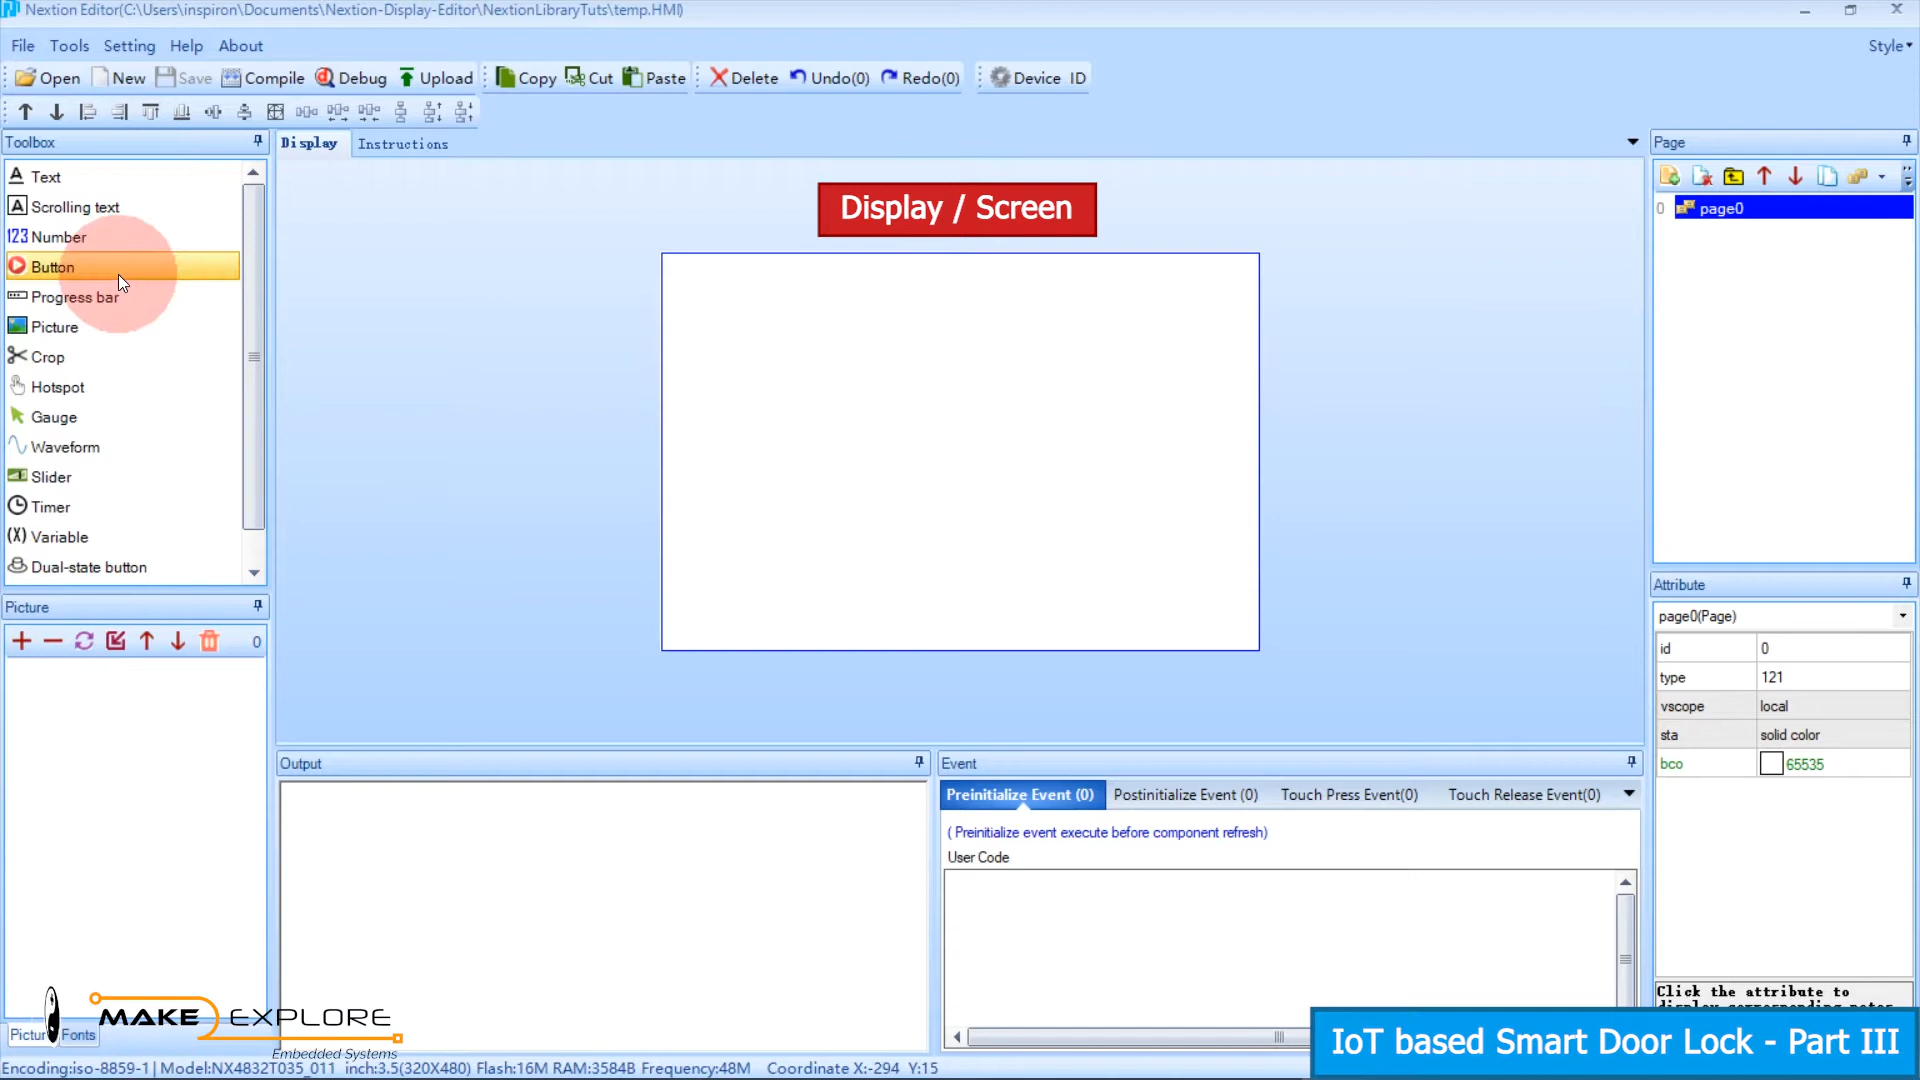 Nextion Editor(C:\Users\inspiron\Documents\Nextion-Display-Editor\NextionLibraryTuts\temp.HMI)
File Tools Setting Help About Style
Open New Save Compile Debug Upload Copy Cut Paste Delete Undo(0) Redo(0) Device ID
Toolbox
Text
Scrolling text
123 Number
Button
Progress bar
Picture
Crop
Hotspot
Gauge
Waveform
Slider
Timer
(X) Variable
Dual-state button
Picture
0
Fonts
Display Instructions
Display / Screen
Output
Event
Preinitialize Event (0) Postinitialize Event (0) Touch Press Event(0) Touch Release Event(0)
( Preinitialize event execute before component refresh)
User Code
Page
0 page0
Attribute
page0(Page)
id 0
type 121
vscope local
sta solid color
bco 65535
Click the attribute to
MAKE EXPLORE
Embedded Systems
IoT based Smart Door Lock - Part III
Encoding:iso-8859-1| Model:NX4832T035_011 inch:3.5(320X480) Flash:16M RAM:3584B Frequency:48M Coordinate X:-294 Y:15